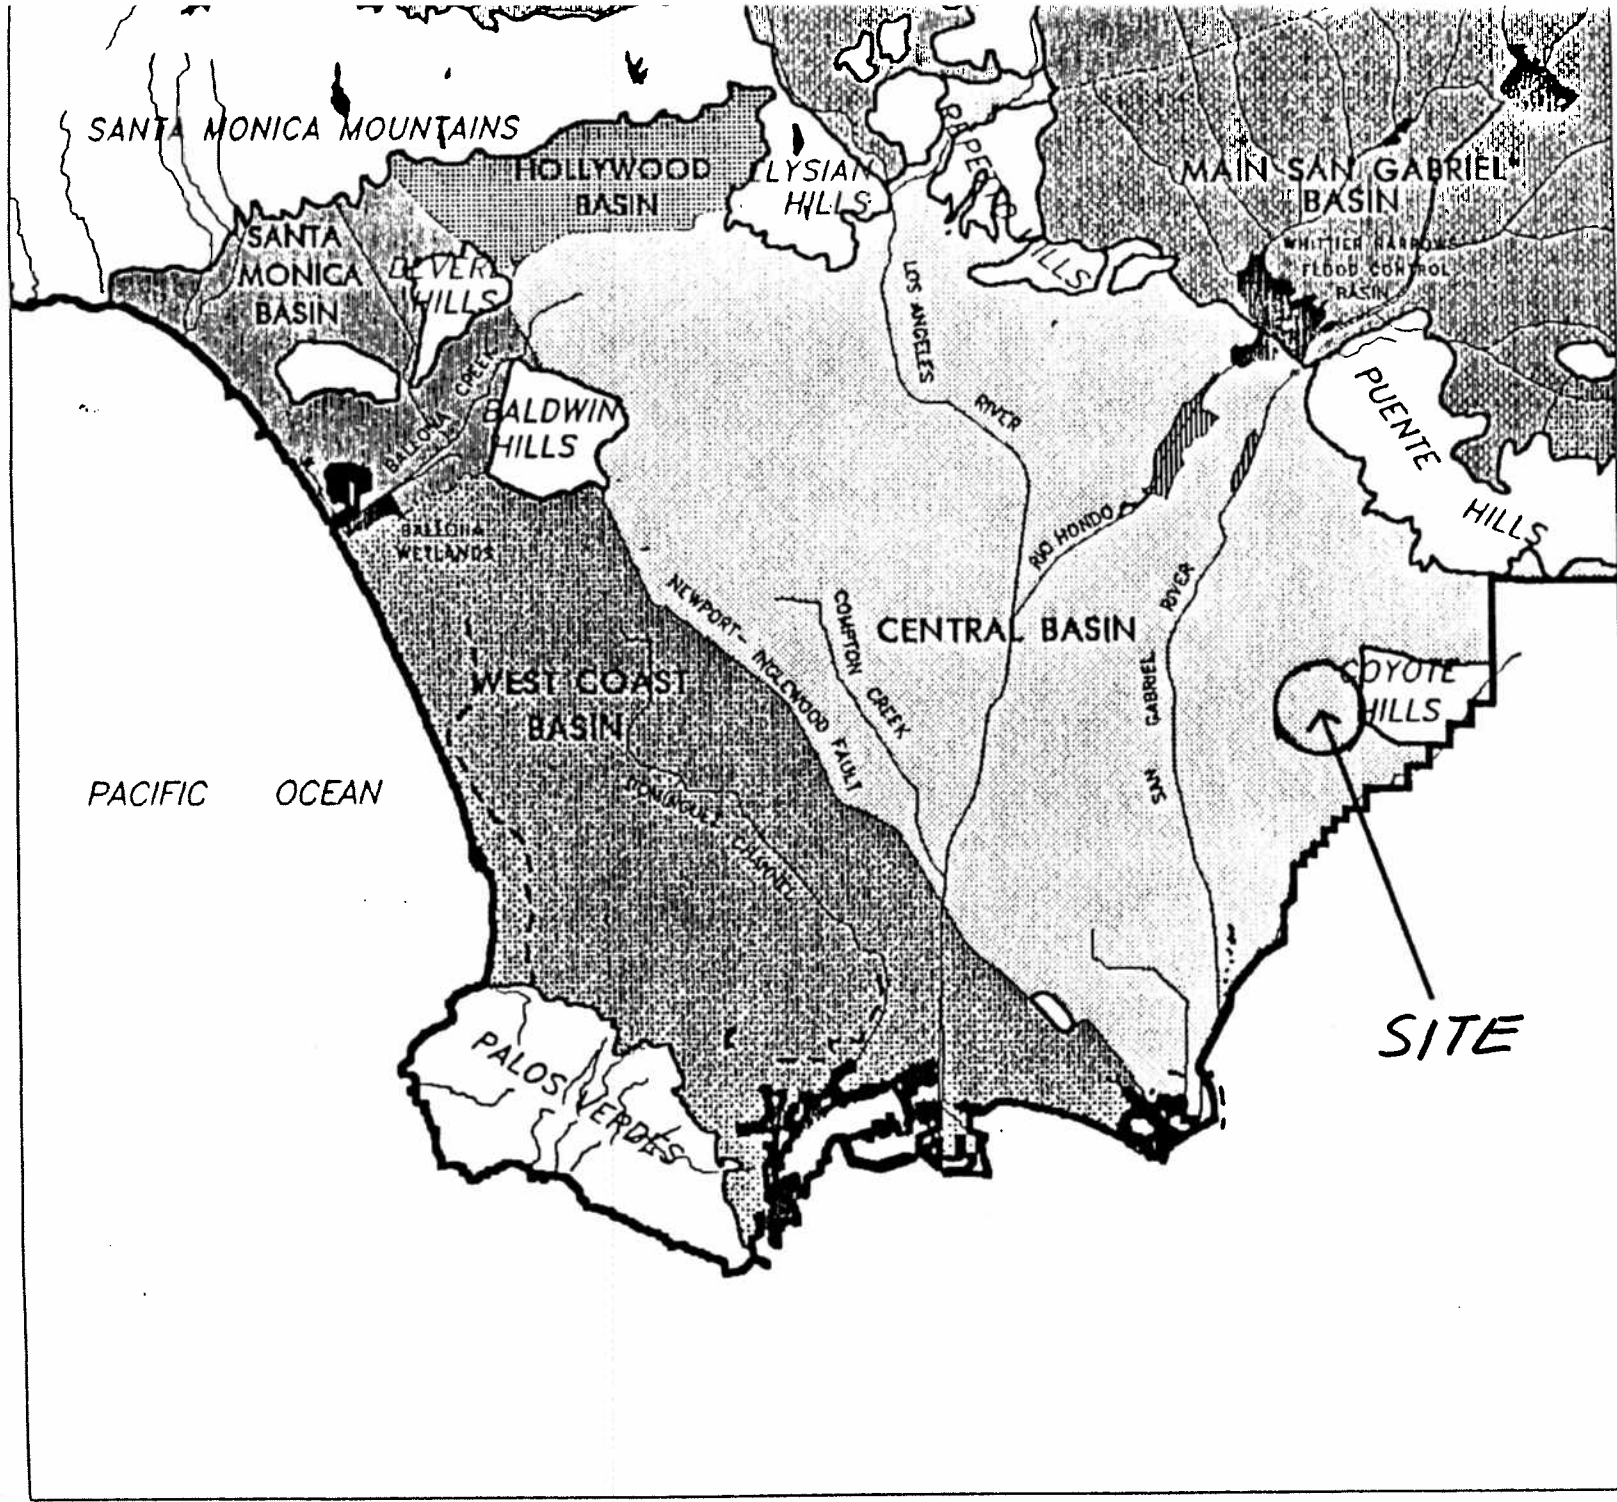 SANTA MONICA MOUNTAINS
HOLLYWOOD
BASIN
ELYSIAN
HILLS
REPETTO
HILLS
MAIN SAN GABRIEL
BASIN
WHITTIER NARROWS
FLOOD CONTROL
BASIN
SANTA
MONICA
BASIN
BEVERLY
HILLS
LOS ANGELES
RIVER
BALLONA CREEK
BALDWIN
HILLS
PUENTE
HILLS
BALLONA
WETLANDS
RIO HONDO
NEWPORT-INGLEWOOD FAULT
COMPTON CREEK
CENTRAL BASIN
SAN GABRIEL RIVER
WEST COAST
BASIN
COYOTE
HILLS
DOMINGUEZ CHANNEL
PACIFIC OCEAN
SITE
PALOS VERDES